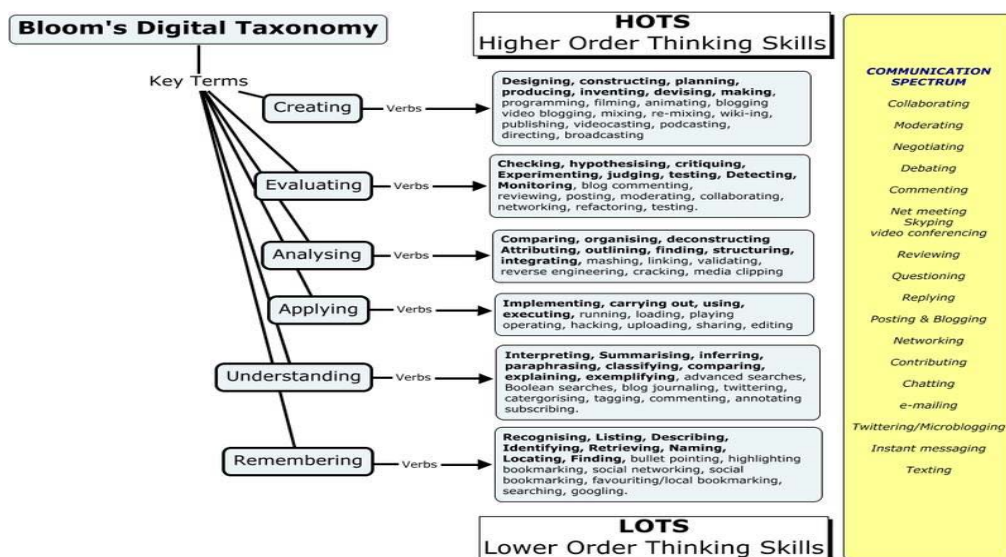 Bloom's Digital Taxonomy
Key Terms
HOTS
Higher Order Thinking Skills
Creating
Verbs
Designing, constructing, planning,
producing, inventing, devising, making,
programming, filming, animating, blogging
video blogging, mixing, re-mixing, wiki-ing,
publishing, videocasting, podcasting,
directing, broadcasting
Evaluating
Verbs
Checking, hypothesising, critiquing,
Experimenting, judging, testing, Detecting,
Monitoring, blog commenting,
reviewing, posting, moderating, collaborating,
networking, refactoring, testing.
Analysing
Verbs
Comparing, organising, deconstructing
Attributing, outlining, finding, structuring,
integrating, mashing, linking, validating,
reverse engineering, cracking, media clipping
Applying
Verbs
Implementing, carrying out, using,
executing, running, loading, playing
operating, hacking, uploading, sharing, editing
Understanding
Verbs
Interpreting, Summarising, inferring,
paraphrasing, classifying, comparing,
explaining, exemplifying, advanced searches,
Boolean searches, blog journaling, twittering,
catergorising, tagging, commenting, annotating
subscribing.
Remembering
Verbs
Recognising, Listing, Describing,
Identifying, Retrieving, Naming,
Locating, Finding, bullet pointing, highlighting
bookmarking, social networking, social
bookmarking, favouriting/local bookmarking,
searching, googling.
LOTS
Lower Order Thinking Skills
COMMUNICATION
SPECTRUM
Collaborating
Moderating
Negotiating
Debating
Commenting
Net meeting
Skyping
video conferencing
Reviewing
Questioning
Replying
Posting & Blogging
Networking
Contributing
Chatting
e-mailing
Twittering/Microblogging
Instant messaging
Texting